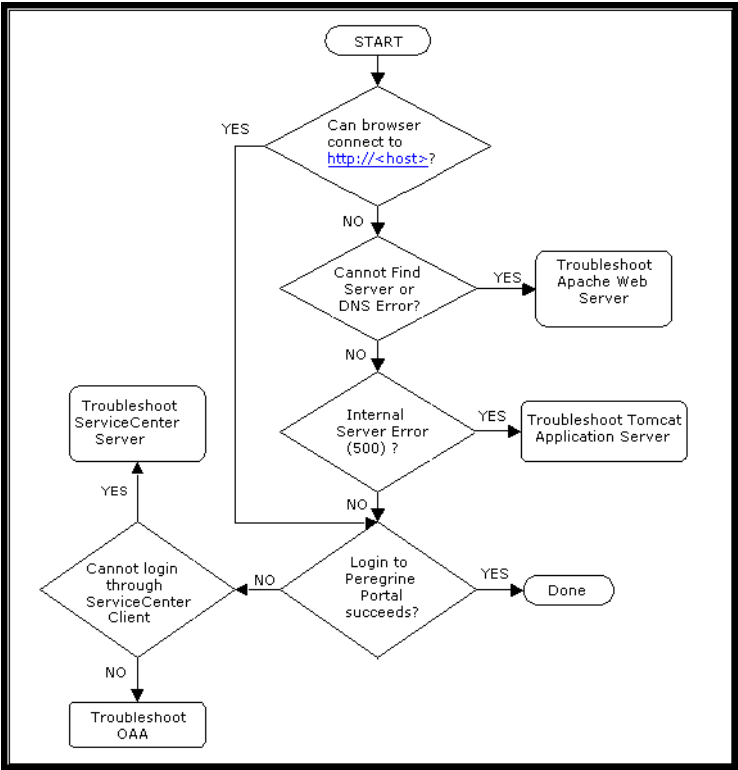 START
YES
Can browser
connect to
http://<host>?
NO
Cannot Find
Server or
DNS Error?
YES
Troubleshoot
Apache Web
Server
NO
Internal
Server Error
(500) ?
YES
Troubleshoot Tomcat
Application Server
NO
Troubleshoot
ServiceCenter
Server
YES
Cannot login
through
ServiceCenter
Client
NO
Login to
Peregrine
Portal
succeeds?
YES
Done
NO
Troubleshoot
OAA